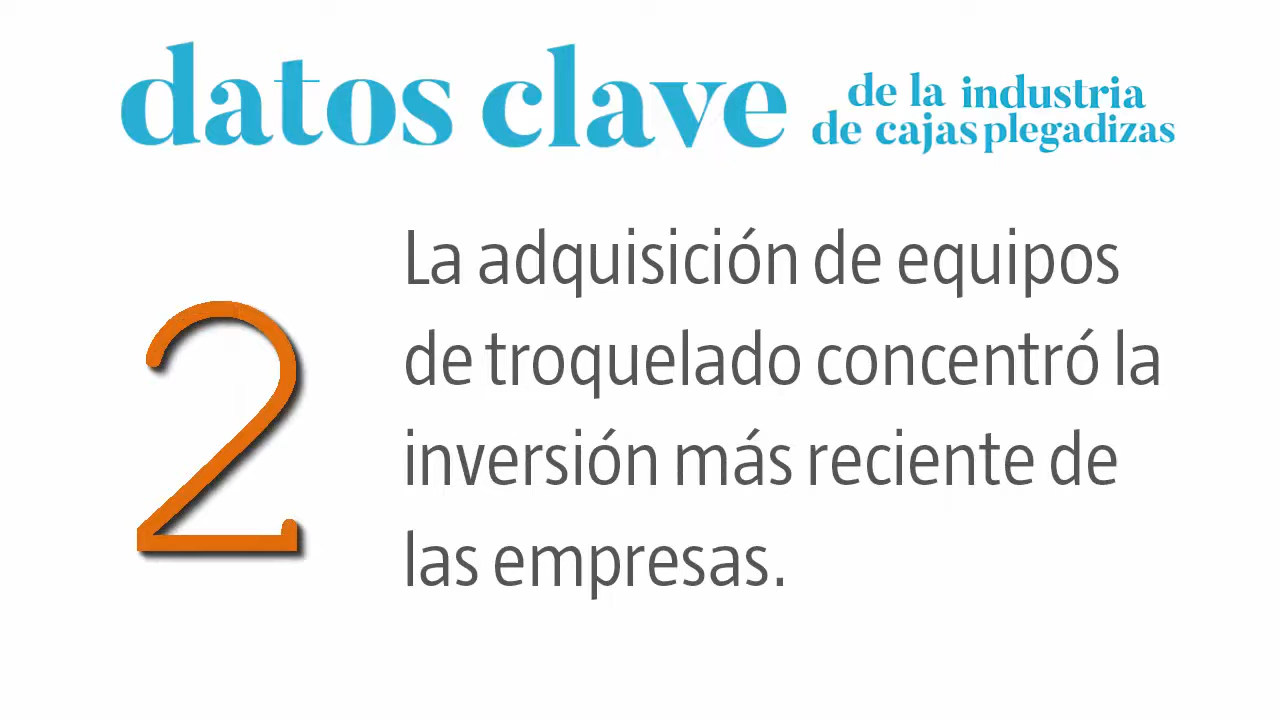 datos clave de la industria
de cajas plegadizas
2
La adquisición de equipos
de troquelado concentró la
inversión más reciente de
las empresas.